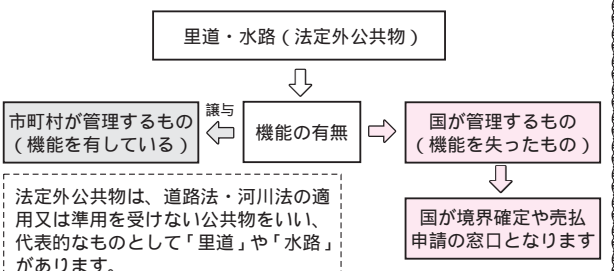 里道・水路（法定外公共物）
市町村が管理するもの
（機能を有している）
譲与
機能の有無
国が管理するもの
（機能を失ったもの）
法定外公共物は、道路法・河川法の適
用又は準用を受けない公共物をいい、
代表的なものとして「里道」や「水路」
があります。
国が境界確定や売払
申請の窓口となります